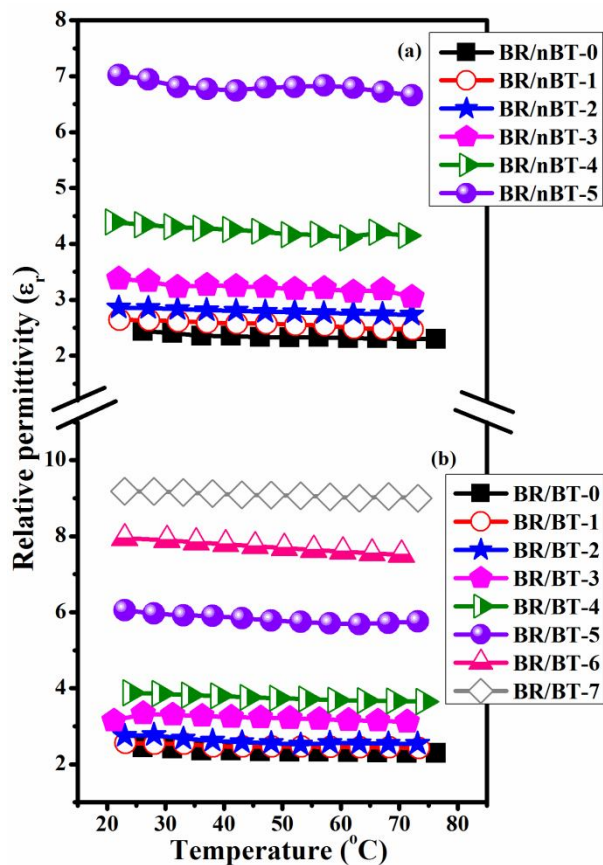 8
(a)
BR/nBT-0
BR/nBT-1
BR/nBT-2
BR/nBT-3
BR/nBT-4
BR/nBT-5
7
6
5
4
3
2
Relative permittivity (εr)
(b)
BR/BT-0
BR/BT-1
BR/BT-2
BR/BT-3
BR/BT-4
BR/BT-5
BR/BT-6
BR/BT-7
10
8
6
4
2
20 30 40 50 60 70 80
Temperature (°C)